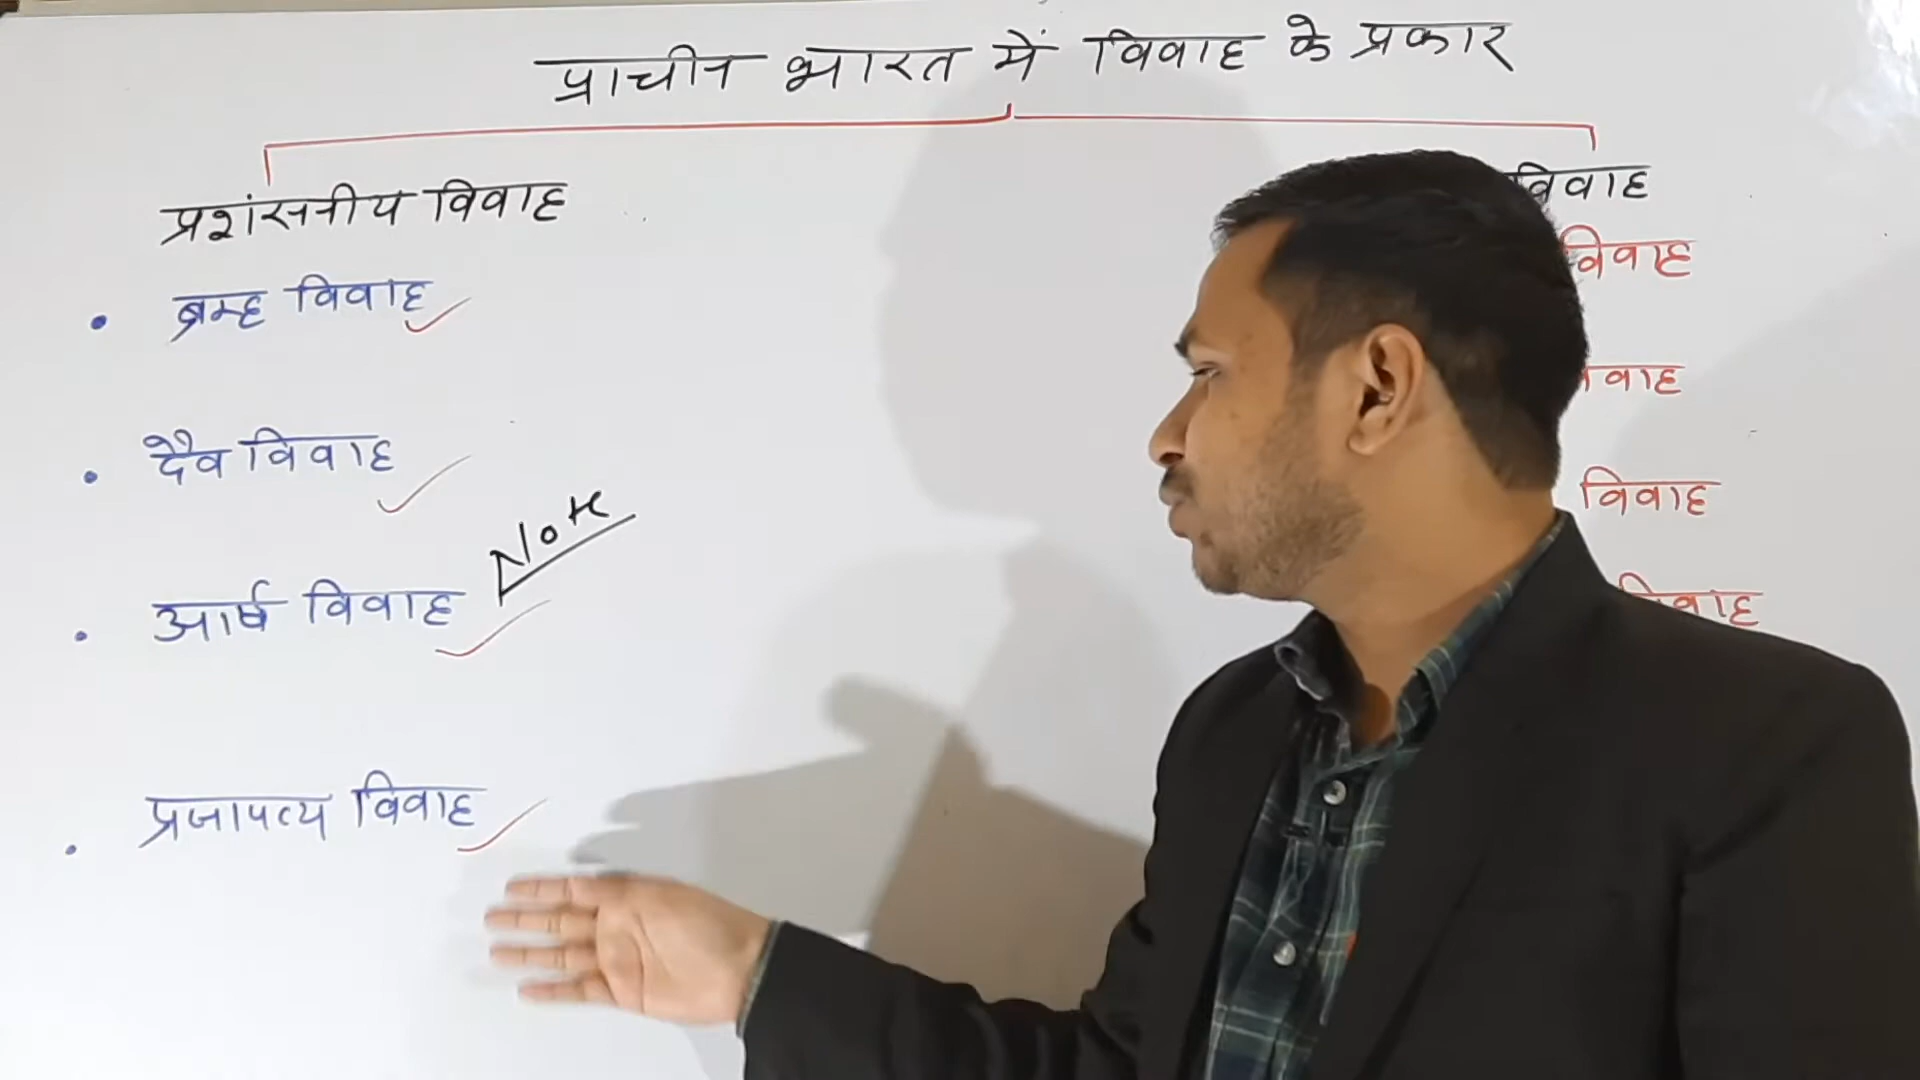 प्राचीन भारत में विवाह के प्रकार
प्रशंसनीय विवाह
विवाह
ब्रम्ह विवाह
विवाह
दैव विवाह
विवाह
विवाह
Note
आर्ष विवाह
विवाह
प्रजापत्य विवाह